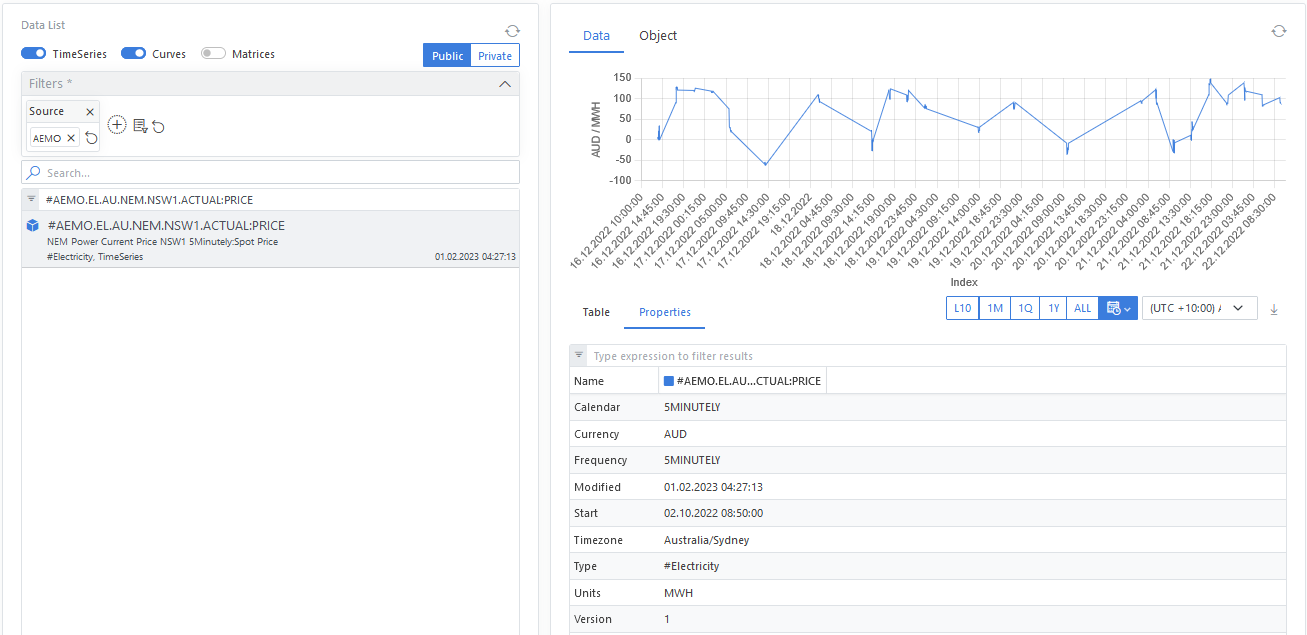 Data List
TimeSeries Curves Matrices Public Private
Filters *
Source
AEMO
Search...
#AEMO.EL.AU.NEM.NSW1.ACTUAL:PRICE
#AEMO.EL.AU.NEM.NSW1.ACTUAL:PRICE
NEM Power Current Price NSW1 5Minutely:Spot Price
#Electricity, TimeSeries 01.02.2023 04:27:13
Data Object
AUD / MWH
150
100
50
0
-50
-100
16.12.2022 10:00:00
16.12.2022 14:45:00
16.12.2022 19:30:00
17.12.2022 00:15:00
17.12.2022 05:00:00
17.12.2022 09:45:00
17.12.2022 14:30:00
17.12.2022 19:15:00
18.12.2022
18.12.2022 04:45:00
18.12.2022 09:30:00
18.12.2022 14:15:00
18.12.2022 19:00:00
18.12.2022 23:45:00
19.12.2022 04:30:00
19.12.2022 09:15:00
19.12.2022 14:00:00
19.12.2022 18:45:00
19.12.2022 23:30:00
20.12.2022 04:15:00
20.12.2022 09:00:00
20.12.2022 13:45:00
20.12.2022 18:30:00
20.12.2022 23:15:00
21.12.2022 04:00:00
21.12.2022 08:45:00
21.12.2022 13:30:00
21.12.2022 18:15:00
21.12.2022 23:00:00
22.12.2022 03:45:00
22.12.2022 08:30:00
Index
Table Properties
L10 1M 1Q 1Y ALL (UTC +10:00)
Type expression to filter results
Name #AEMO.EL.AU...CTUAL:PRICE
Calendar 5MINUTELY
Currency AUD
Frequency 5MINUTELY
Modified 01.02.2023 04:27:13
Start 02.10.2022 08:50:00
Timezone Australia/Sydney
Type #Electricity
Units MWH
Version 1